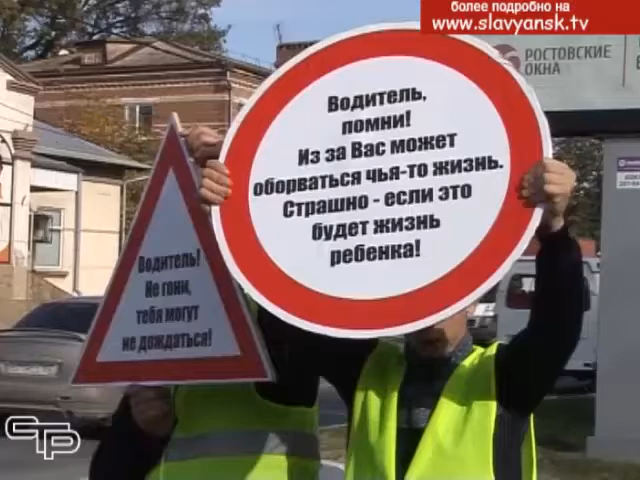 более подробно на
www.slavyansk.tv
РОСТОВСКИЕ
ОКНА
Водитель,
помни!
Из за Вас может
оборваться чья-то жизнь.
Страшно - если это
будет жизнь
ребенка!
Водитель!
Не гони,
тебя могут
не дождаться!
СТР